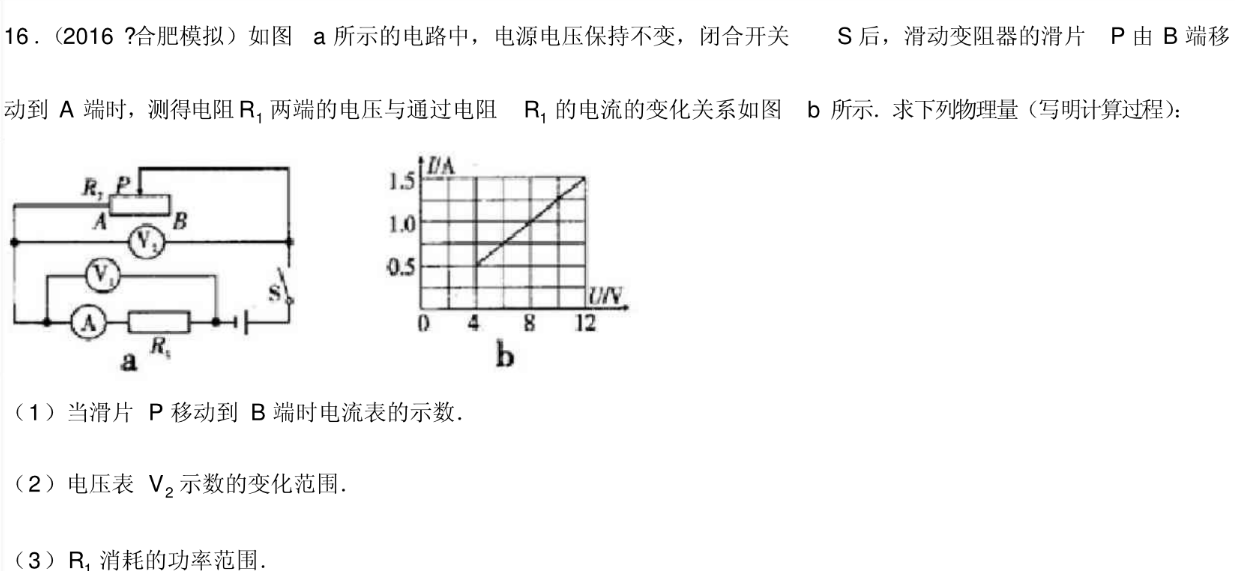 16．（2016 ?合肥模拟）如图 a 所示的电路中，电源电压保持不变，闭合开关 S 后，滑动变阻器的滑片 P 由 B 端移
动到 A 端时，测得电阻 R₁ 两端的电压与通过电阻 R₁ 的电流的变化关系如图 b 所示．求下列物理量（写明计算过程）：
R₂ P
A B
V₂
V₁
S
A
R₁
a
I/A
1.5
1.0
0.5
U/V
0 4 8 12
b
（1）当滑片 P 移动到 B 端时电流表的示数．
（2）电压表 V₂ 示数的变化范围．
（3）R₁ 消耗的功率范围．